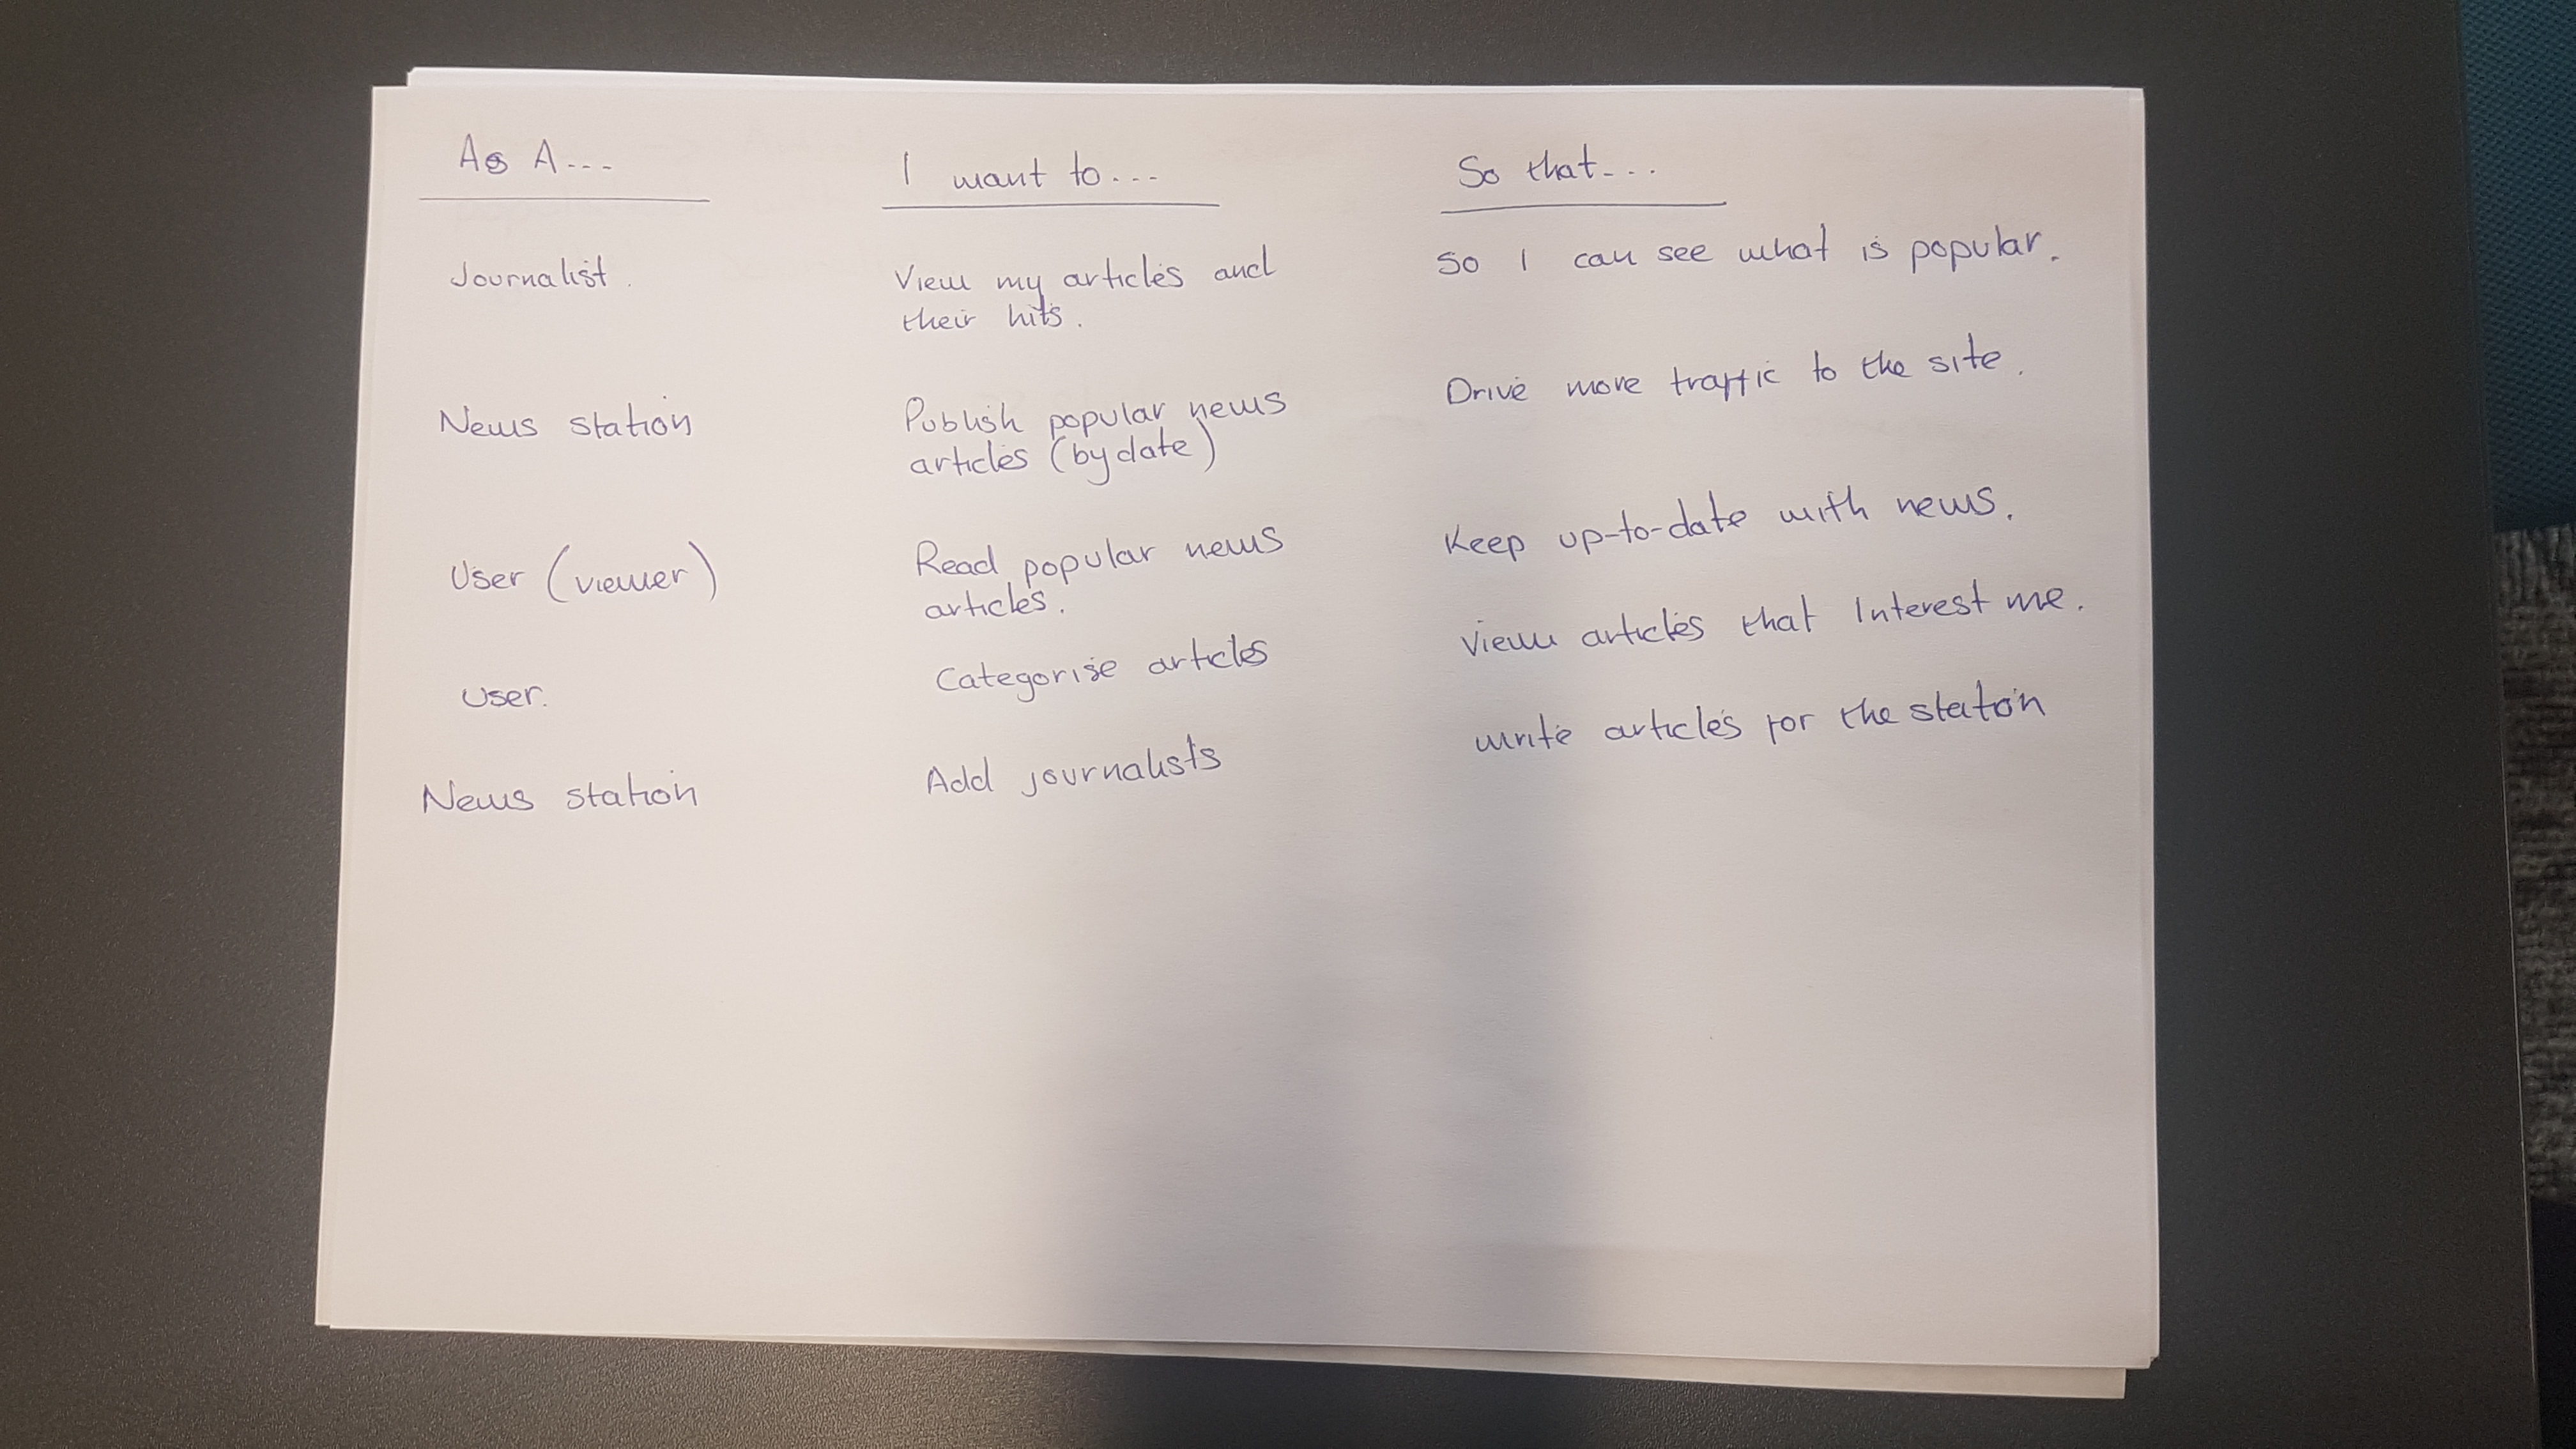 As A...
I want to...
So that...
Journalist.
View my articles and
their hits.
So I can see what is popular.
News station
Publish popular news
articles (by date)
Drive more traffic to the site.
User (viewer)
Read popular news
articles.
Keep up-to-date with news.
User.
Categorise articles
View articles that Interest me.
News station
Add journalists
write articles for the station